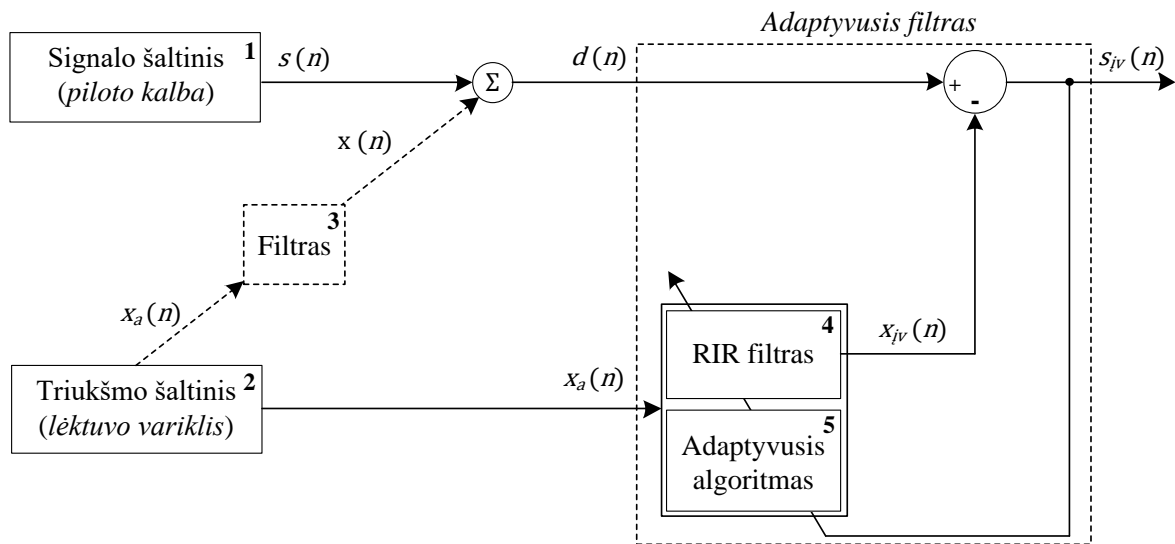 Adaptyvusis filtras
Signalo šaltinis
(piloto kalba)
1
s(n)
Σ
d(n)
+
-
s_įv(n)
x(n)
Filtras
3
x_a(n)
Triukšmo šaltinis
(lėktuvo variklis)
2
x_a(n)
RIR filtras
4
x_įv(n)
Adaptyvusis
algoritmas
5